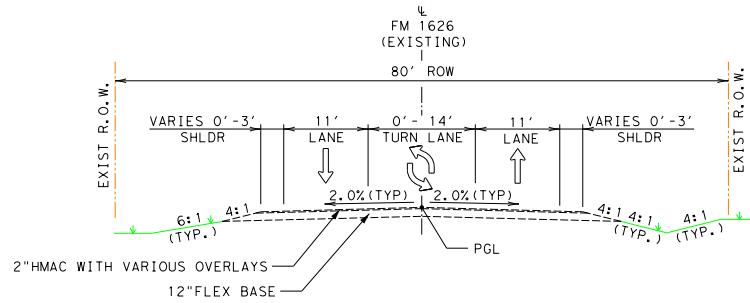 ℄
FM 1626
(EXISTING)
80' ROW
EXIST R.O.W.
EXIST R.O.W.
VARIES 0'-3'
SHLDR
11'
LANE
0'- 14'
TURN LANE
11'
LANE
VARIES 0'-3'
SHLDR
2.0%(TYP)
2.0%(TYP)
6:1
(TYP.)
4:1
4:1
(TYP.)
4:1
4:1
(TYP.)
PGL
2"HMAC WITH VARIOUS OVERLAYS
12"FLEX BASE